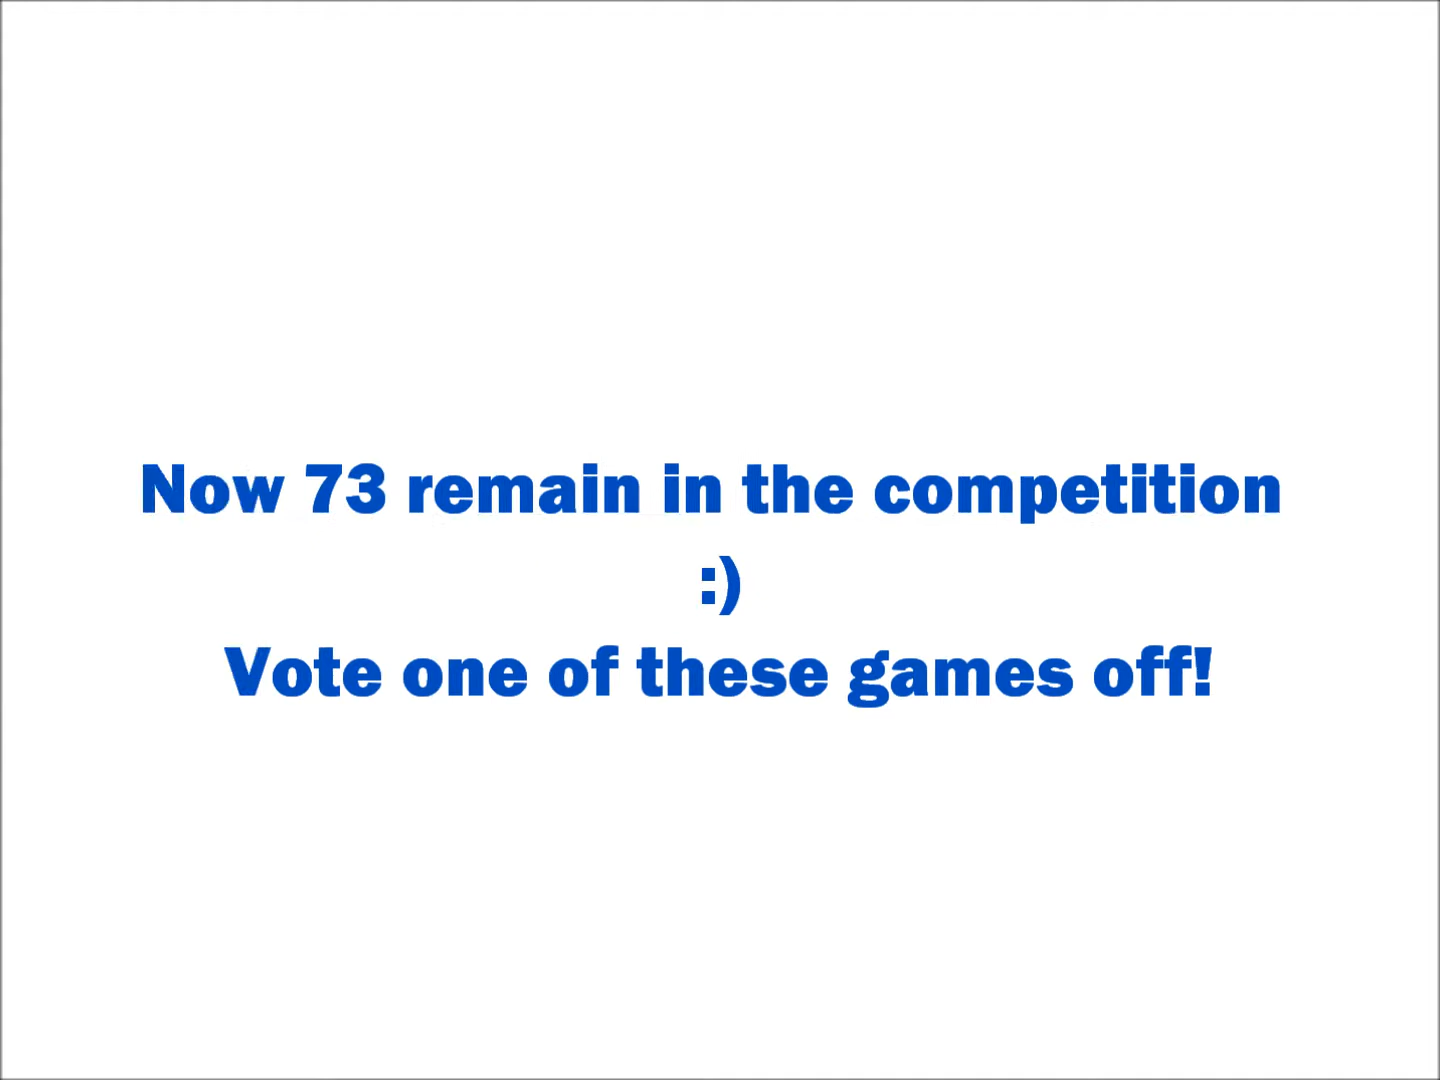 Now 73 remain in the competition
:)
Vote one of these games off!